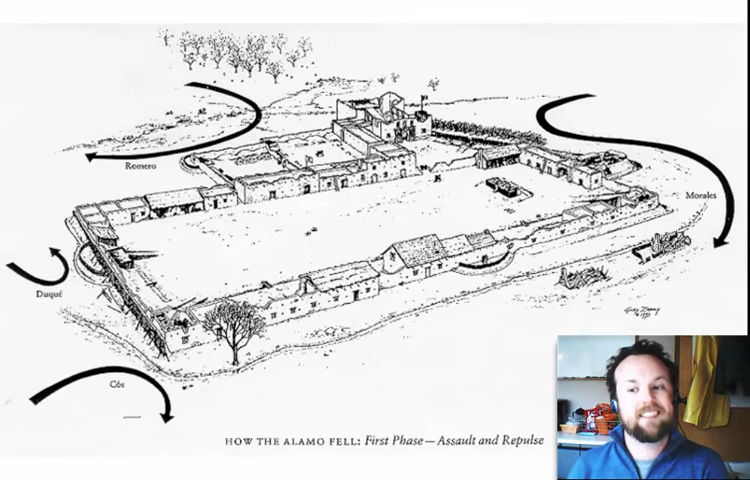 Romero
Morales
Duqué
Cós
HOW THE ALAMO FELL: First Phase—Assault and Repulse